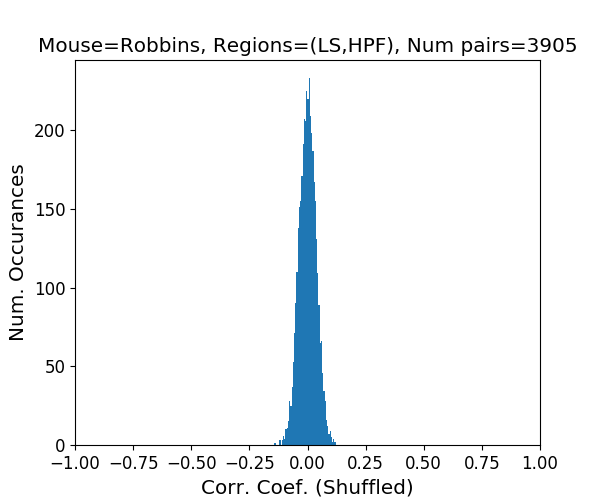 Mouse=Robbins, Regions=(LS,HPF), Num pairs=3905
Num. Occurances
200
150
100
50
0
−1.00 −0.75 −0.50 −0.25 0.00 0.25 0.50 0.75 1.00
Corr. Coef. (Shuffled)